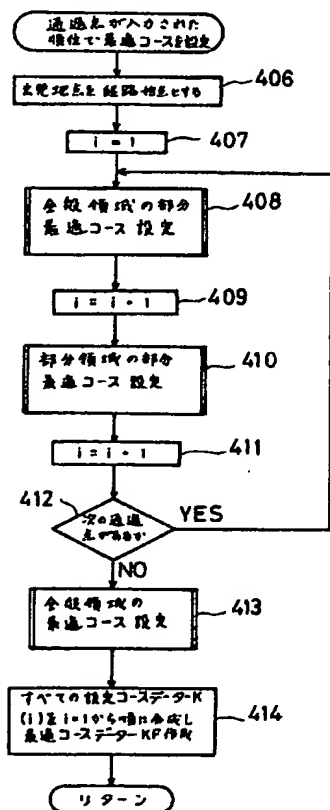 通過点が入力された
順位で最適コースを設定
出発地点を経路始点とする
406
i = 1
407
全般領域の部分
最適コース 設定
408
i = i + 1
409
部分領域の部分
最適コース 設定
410
i = i + 1
411
412
次の通過
点があるか
YES
NO
全般領域の
最適コース 設定
413
すべての設定コースデーターK
(i)をi=1から順に合成し
最適コースデーターKF作成
414
リターン